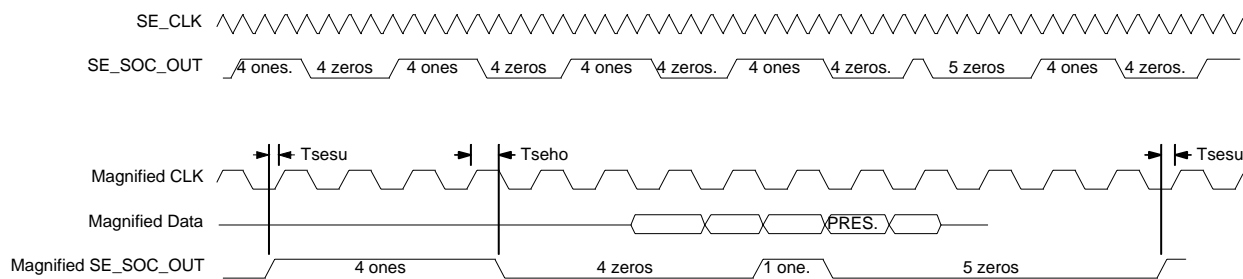 SE_CLK
SE_SOC_OUT 4 ones. 4 zeros 4 ones 4 zeros 4 ones 4 zeros. 4 ones 4 zeros. 5 zeros 4 ones 4 zeros.
Tsesu Tseho Tsesu
Magnified CLK
Magnified Data PRES.
Magnified SE_SOC_OUT 4 ones 4 zeros 1 one. 5 zeros